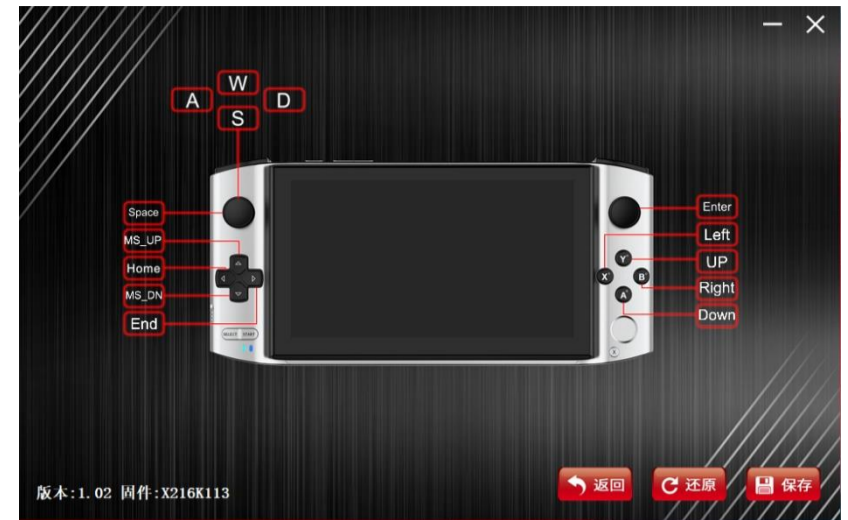 W
A
D
S
Space
MS_UP
Home
MS_DN
End
Enter
Left
UP
Right
Down
Y
X
B
A
SELECT START
版本:1.02 固件:X216K113
返回
还原
保存